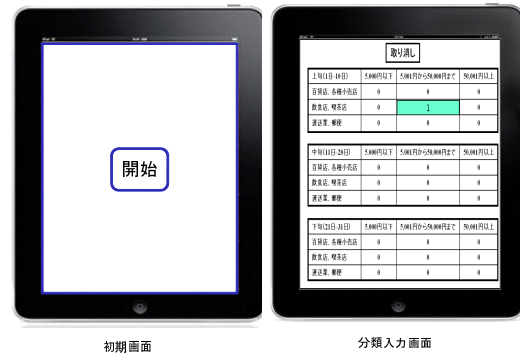 開始
初期画面
取り消し
上旬(1日-10日) 5,000円以下 5,001円から50,000円まで 50,001円以上
百貨店、各種小売店 0 0 0
飲食店、喫茶店 0 1 0
運送業、郵便 0 0 0
中旬(11日-20日) 5,000円以下 5,001円から50,000円まで 50,001円以上
百貨店、各種小売店 0 0 0
飲食店、喫茶店 0 0 0
運送業、郵便 0 0 0
下旬(21日-31日) 5,000円以下 5,001円から50,000円まで 50,001円以上
百貨店、各種小売店 0 0 0
飲食店、喫茶店 0 0 0
運送業、郵便 0 0 0
分類入力画面